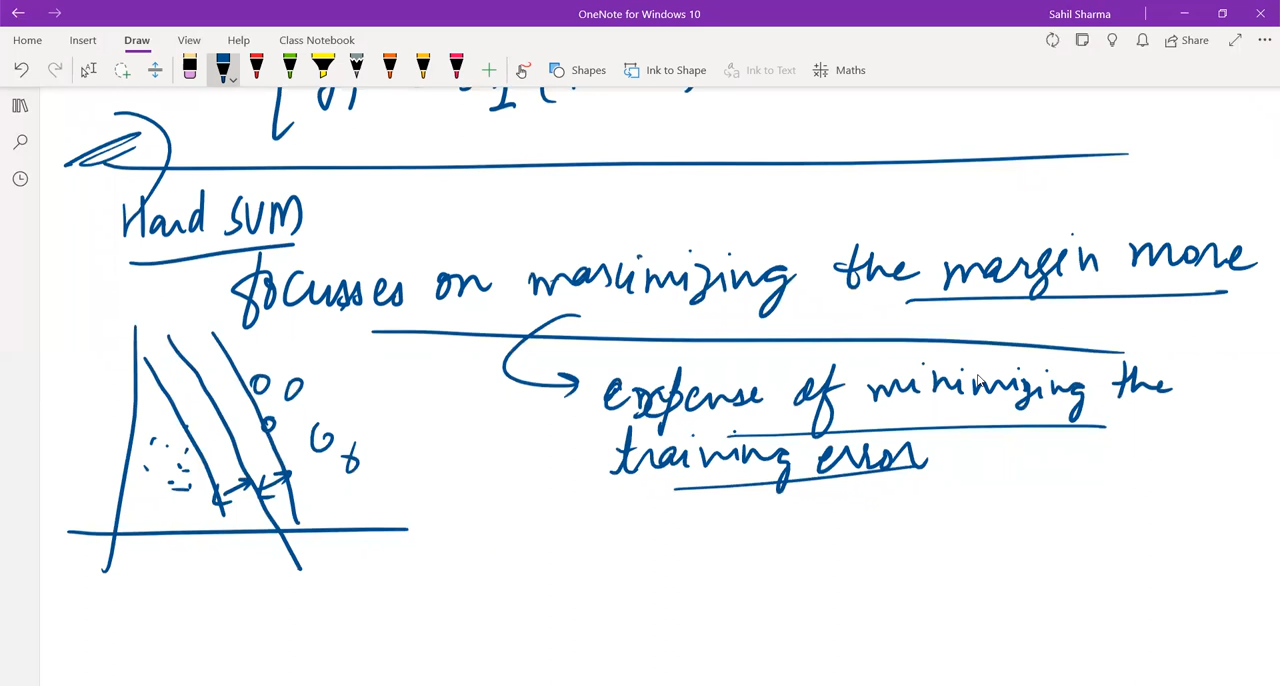 OneNote for Windows 10
Sahil Sharma
Home Insert Draw View Help Class Notebook
Share
Shapes Ink to Shape Ink to Text Maths
Hard SVM
focusses on maximizing the margin more
expense of minimizing the
training error